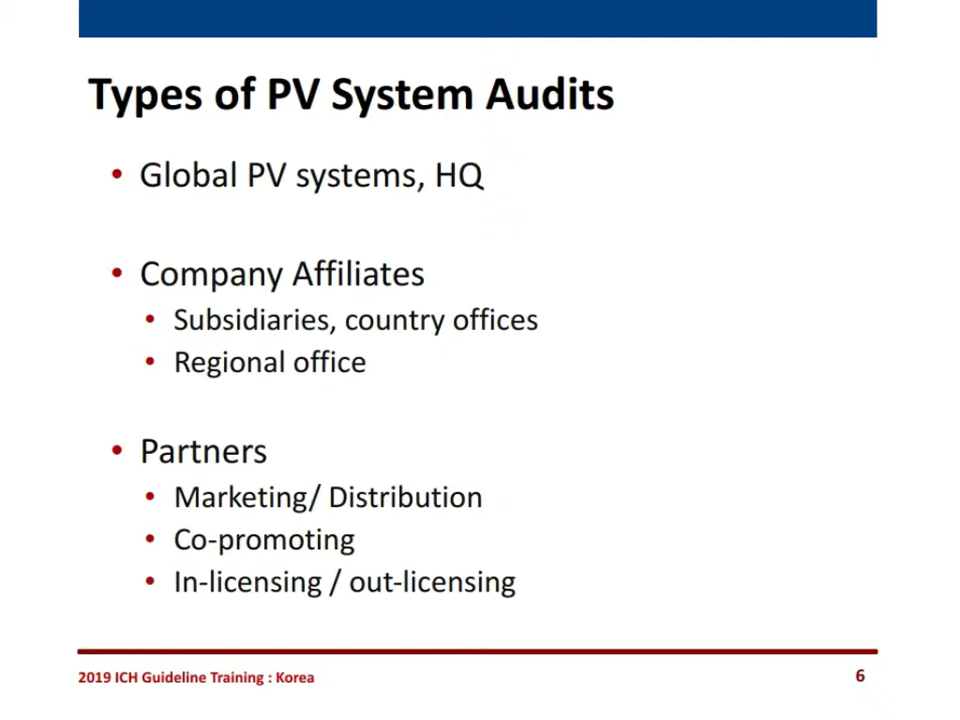 Types of PV System Audits
• Global PV systems, HQ
• Company Affiliates
• Subsidiaries, country offices
• Regional office
• Partners
• Marketing/ Distribution
• Co-promoting
• In-licensing / out-licensing
2019 ICH Guideline Training : Korea
6